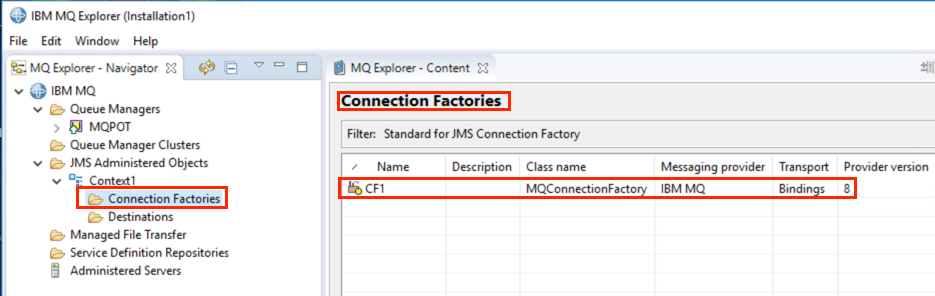 IBM MQ Explorer (Installation1)
File Edit Window Help
MQ Explorer - Navigator
IBM MQ
Queue Managers
MQPOT
Queue Manager Clusters
JMS Administered Objects
Context1
Connection Factories
Destinations
Managed File Transfer
Service Definition Repositories
Administered Servers
MQ Explorer - Content
Connection Factories
Filter: Standard for JMS Connection Factory
Name Description Class name Messaging provider Transport Provider version
CF1 MQConnectionFactory IBM MQ Bindings 8